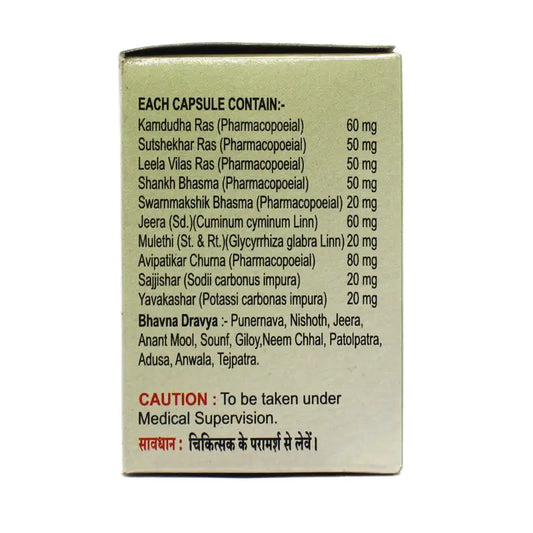 EACH CAPSULE CONTAIN:-
Kamdudha Ras (Pharmacopoeial) 60 mg
Sutshekhar Ras (Pharmacopoeial) 50 mg
Leela Vilas Ras (Pharmacopoeial) 50 mg
Shankh Bhasma (Pharmacopoeial) 50 mg
Swarnmakshik Bhasma (Pharmacopoeial) 20 mg
Jeera (Sd.)(Cuminum cyminum Linn) 60 mg
Mulethi (St. & Rt.)(Glycyrrhiza glabra Linn) 20 mg
Avipatikar Churna (Pharmacopoeial) 80 mg
Sajjishar (Sodii carbonus impura) 20 mg
Yavakashar (Potassi carbonas impura) 20 mg
Bhavna Dravya :- Punernava, Nishoth, Jeera,
Anant Mool, Sounf, Giloy,Neem Chhal, Patolpatra,
Adusa, Anwala, Tejpatra.
CAUTION : To be taken under
Medical Supervision.
सावधान : चिकित्सक के परामर्श से लेवें।